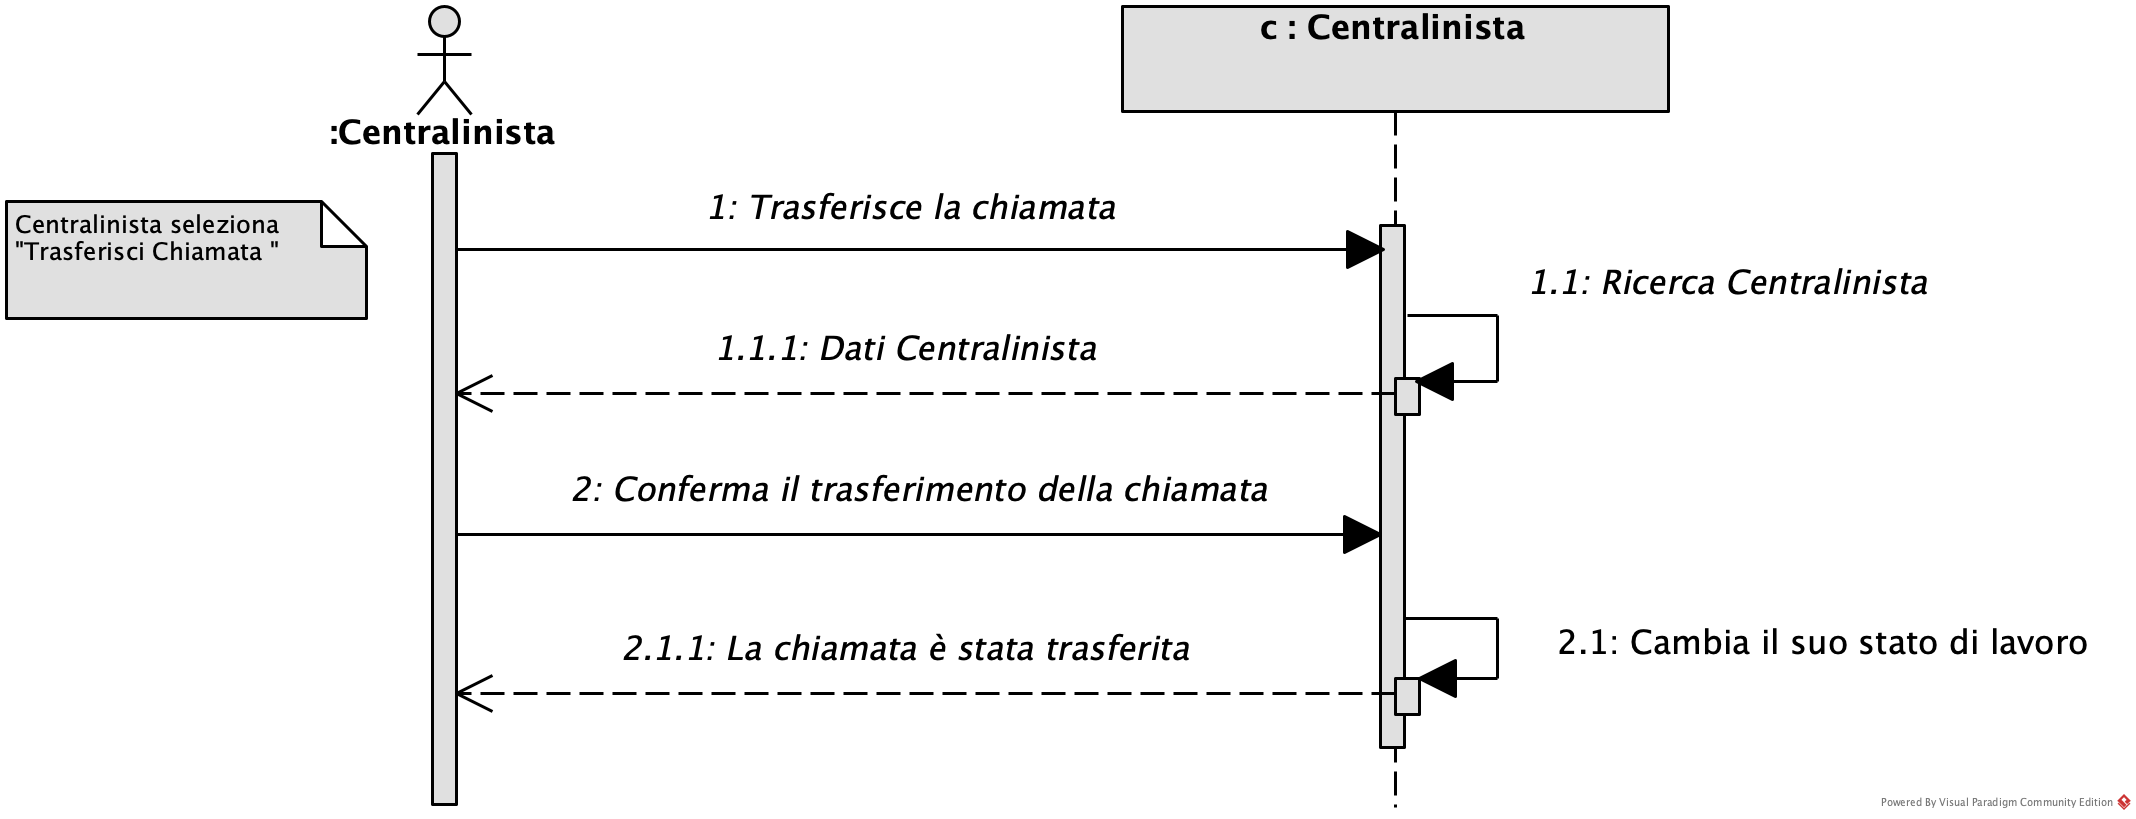 c : Centralinista
:Centralinista
1: Trasferisce la chiamata
Centralinista seleziona
"Trasferisci Chiamata "
1.1: Ricerca Centralinista
1.1.1: Dati Centralinista
2: Conferma il trasferimento della chiamata
2.1: Cambia il suo stato di lavoro
2.1.1: La chiamata è stata trasferita
Powered By Visual Paradigm Community Edition